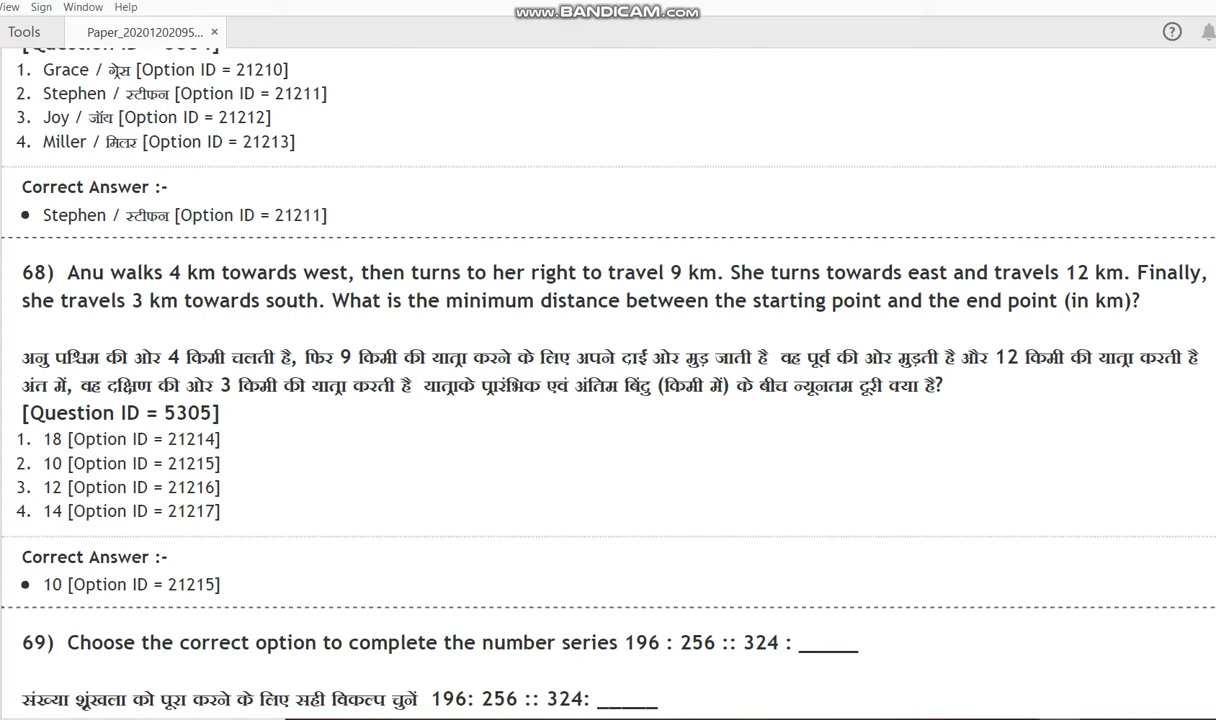 View Sign Window Help
www.BANDICAM.com
Tools Paper_20201202095... ×
1. Grace / ग्रेस [Option ID = 21210]
2. Stephen / स्टीफन [Option ID = 21211]
3. Joy / जॉय [Option ID = 21212]
4. Miller / मिलर [Option ID = 21213]
Correct Answer :-
• Stephen / स्टीफन [Option ID = 21211]
68) Anu walks 4 km towards west, then turns to her right to travel 9 km. She turns towards east and travels 12 km. Finally,
she travels 3 km towards south. What is the minimum distance between the starting point and the end point (in km)?
अनु पश्चिम की ओर 4 किमी चलती है, फिर 9 किमी की यात्रा करने के लिए अपने दाईं ओर मुड़ जाती है वह पूर्व की ओर मुड़ती है और 12 किमी की यात्रा करती है
अंत में, वह दक्षिण की ओर 3 किमी की यात्रा करती है यात्राके प्रारंभिक एवं अंतिम बिंदु (किमी में) के बीच न्यूनतम दूरी क्या है?
[Question ID = 5305]
1. 18 [Option ID = 21214]
2. 10 [Option ID = 21215]
3. 12 [Option ID = 21216]
4. 14 [Option ID = 21217]
Correct Answer :-
• 10 [Option ID = 21215]
69) Choose the correct option to complete the number series 196 : 256 :: 324 : _____
संख्या शृंखला को पूरा करने के लिए सही विकल्प चुनें 196: 256 :: 324: _____